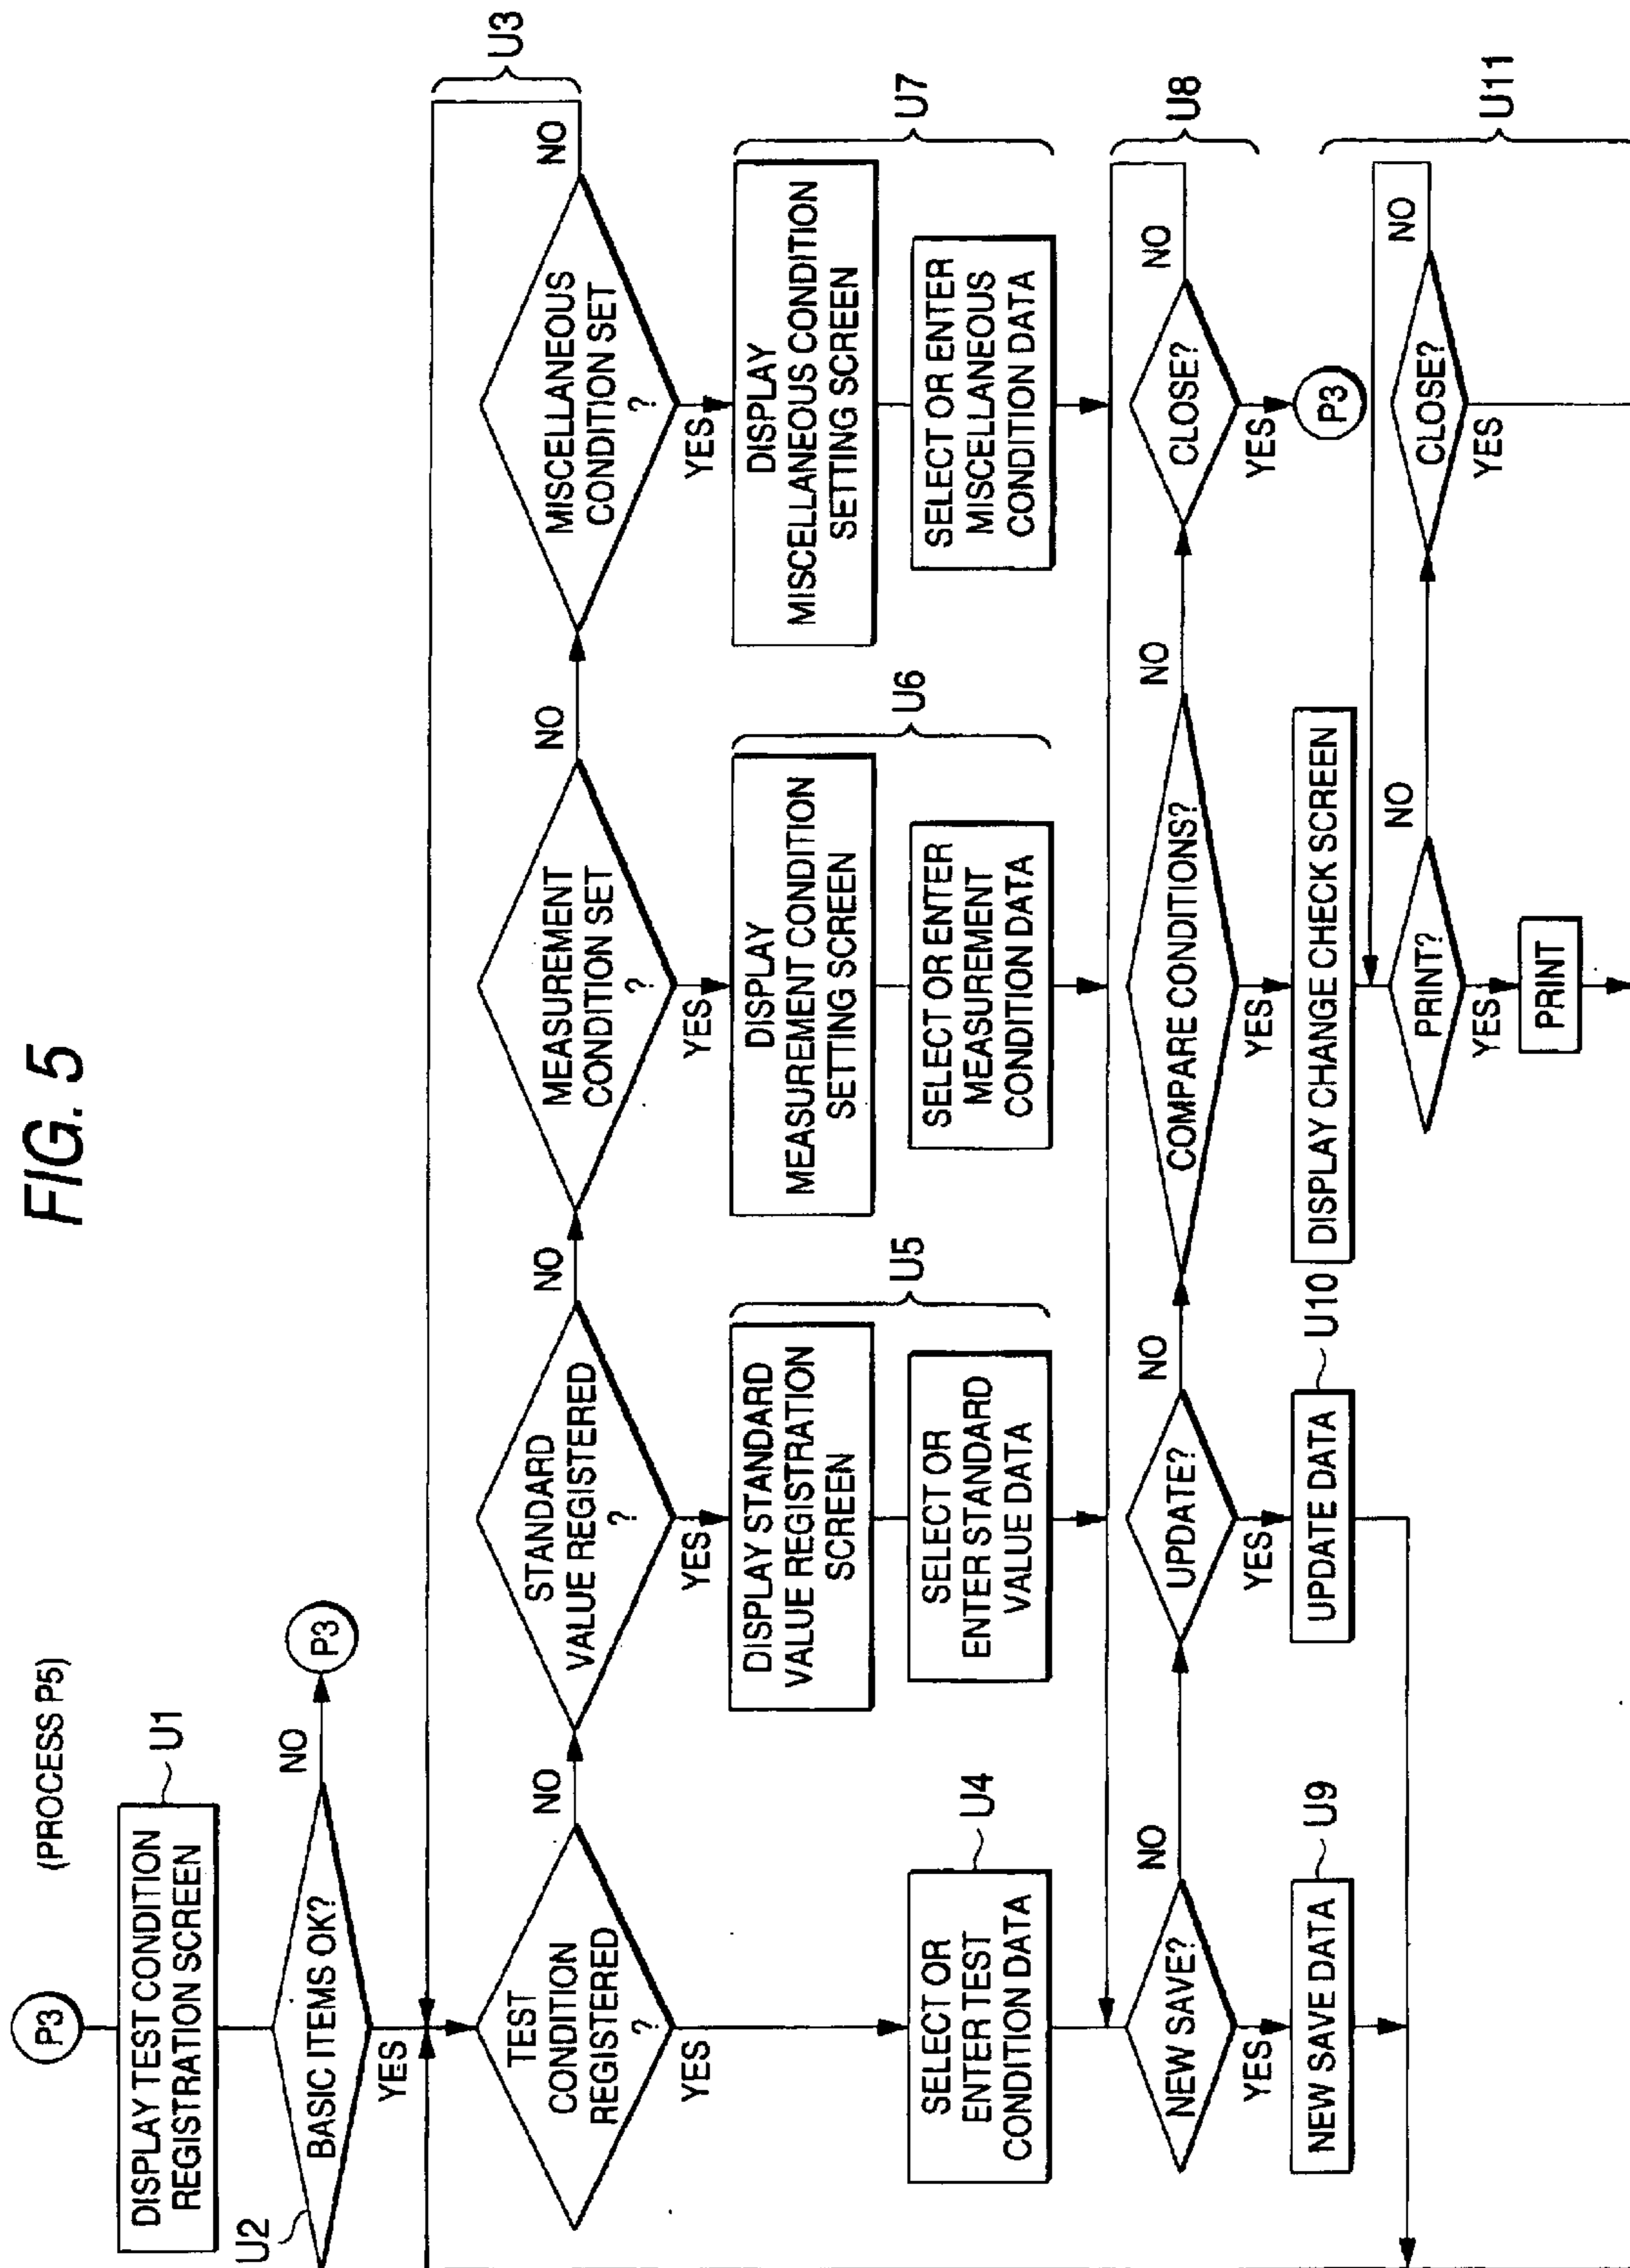 FIG. 5
P3
(PROCESS P5)
DISPLAY TEST CONDITION
REGISTRATION SCREEN
U1
U2
BASIC ITEMS OK?
NO
P3
YES
U3
TEST
CONDITION
REGISTERED
?
NO
STANDARD
VALUE REGISTERED
?
NO
MEASUREMENT
CONDITION SET
?
NO
MISCELLANEOUS
CONDITION SET
?
NO
YES
YES
YES
YES
DISPLAY STANDARD
VALUE REGISTRATION
SCREEN
U5
DISPLAY
MEASUREMENT CONDITION
SETTING SCREEN
U6
DISPLAY
MISCELLANEOUS CONDITION
SETTING SCREEN
U7
SELECT OR
ENTER TEST
CONDITION DATA
U4
SELECT OR
ENTER STANDARD
VALUE DATA
SELECT OR ENTER
MEASUREMENT
CONDITION DATA
SELECT OR ENTER
MISCELLANEOUS
CONDITION DATA
NEW SAVE?
NO
UPDATE?
NO
COMPARE CONDITIONS?
NO
CLOSE?
NO
U8
YES
YES
YES
YES
NEW SAVE DATA
U9
UPDATE DATA
U10
DISPLAY CHANGE CHECK SCREEN
P3
PRINT?
NO
CLOSE?
NO
U11
YES
YES
PRINT